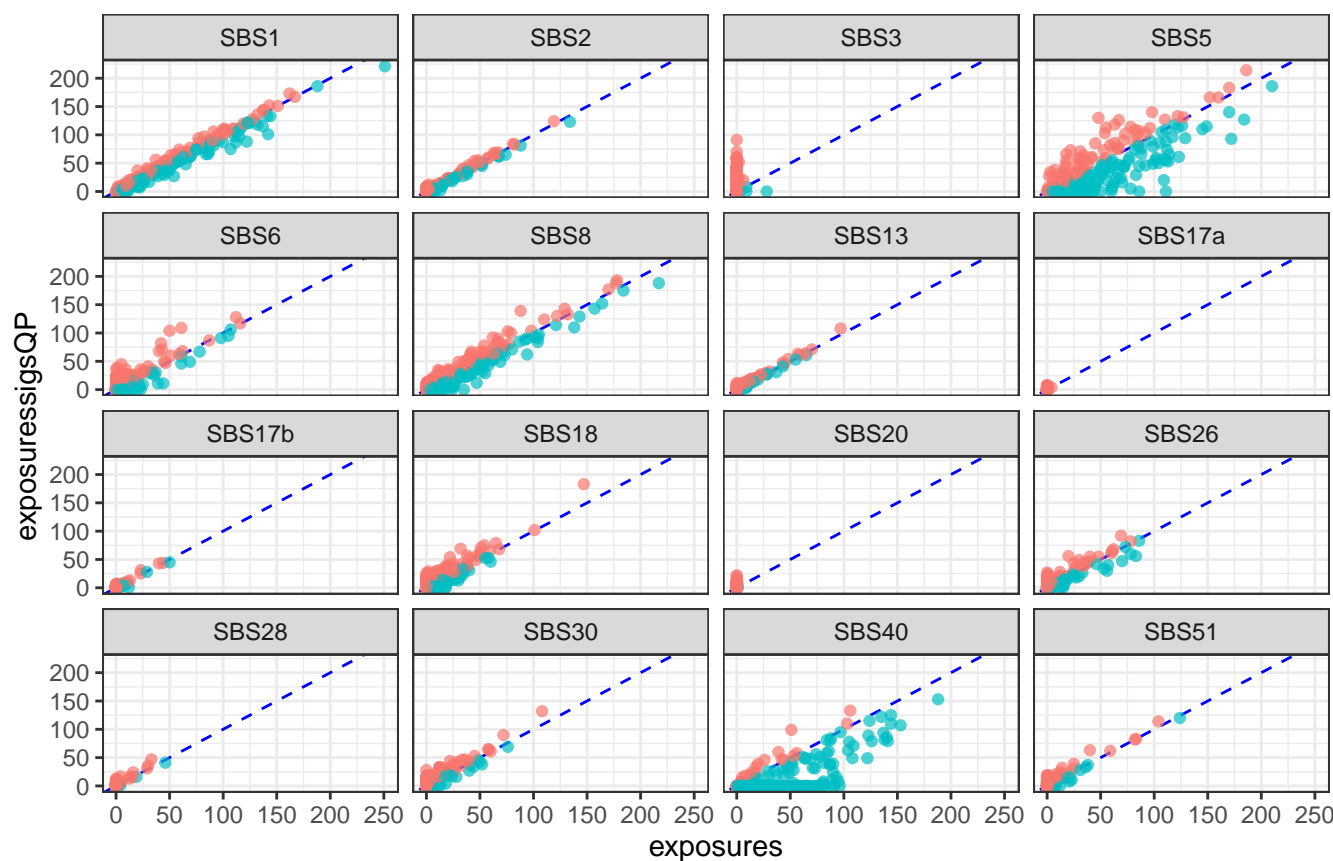 SBS1 SBS2 SBS3 SBS5
200
150
100
50
0
SBS6 SBS8 SBS13 SBS17a
200
150
100
50
0
exposuressigsQP
SBS17b SBS18 SBS20 SBS26
200
150
100
50
0
SBS28 SBS30 SBS40 SBS51
200
150
100
50
0
0 50 100 150 200 250 0 50 100 150 200 250 0 50 100 150 200 250 0 50 100 150 200 250
exposures